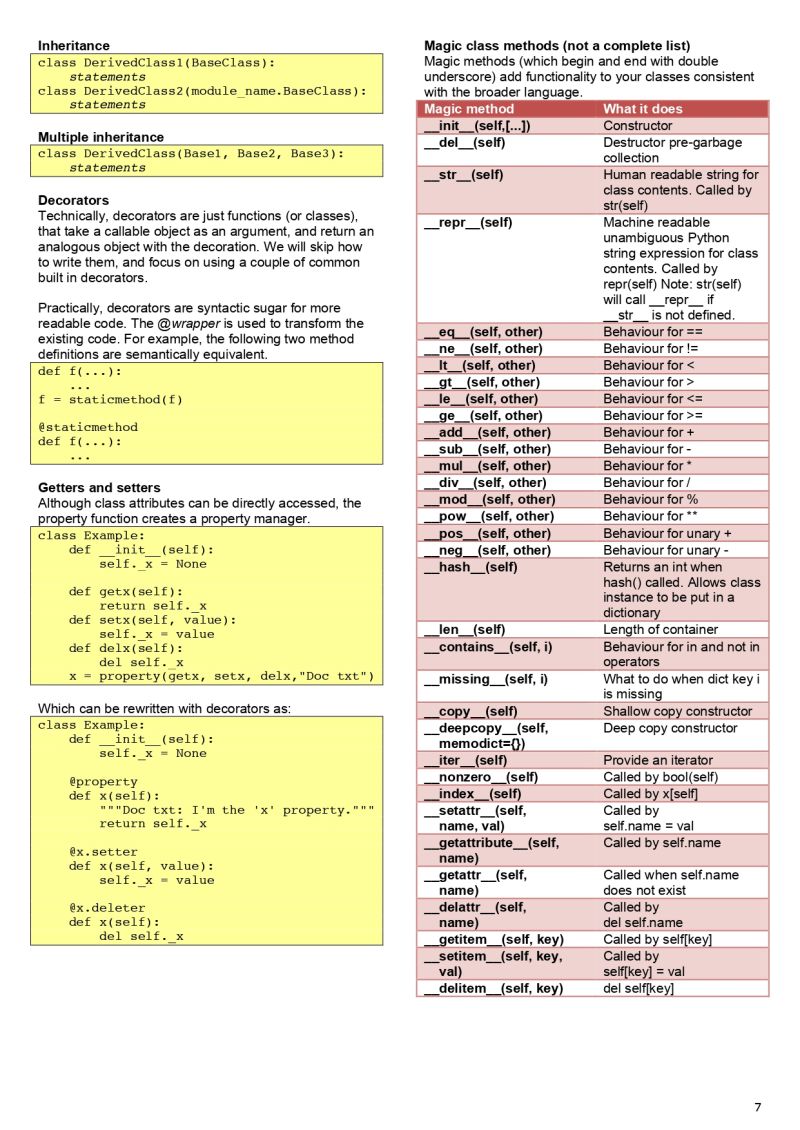 Inheritance
class DerivedClass1(BaseClass):
    statements
class DerivedClass2(module_name.BaseClass):
    statements
Multiple inheritance
class DerivedClass(Base1, Base2, Base3):
    statements
Decorators
Technically, decorators are just functions (or classes),
that take a callable object as an argument, and return an
analogous object with the decoration. We will skip how
to write them, and focus on using a couple of common
built in decorators.
Practically, decorators are syntactic sugar for more
readable code. The @wrapper is used to transform the
existing code. For example, the following two method
definitions are semantically equivalent.
def f(...):
    ...
f = staticmethod(f)
@staticmethod
def f(...):
    ...
Getters and setters
Although class attributes can be directly accessed, the
property function creates a property manager.
class Example:
    def __init__(self):
        self._x = None
    def getx(self):
        return self._x
    def setx(self, value):
        self._x = value
    def delx(self):
        del self._x
    x = property(getx, setx, delx,"Doc txt")
Which can be rewritten with decorators as:
class Example:
    def __init__(self):
        self._x = None
    @property
    def x(self):
        """Doc txt: I'm the 'x' property."""
        return self._x
    @x.setter
    def x(self, value):
        self._x = value
    @x.deleter
    def x(self):
        del self._x
Magic class methods (not a complete list)
Magic methods (which begin and end with double
underscore) add functionality to your classes consistent
with the broader language.
Magic method What it does
__init__(self,[...]) Constructor
__del__(self) Destructor pre-garbage
collection
__str__(self) Human readable string for
class contents. Called by
str(self)
__repr__(self) Machine readable
unambiguous Python
string expression for class
contents. Called by
repr(self) Note: str(self)
will call __repr__ if
__str__ is not defined.
__eq__(self, other) Behaviour for ==
__ne__(self, other) Behaviour for !=
__lt__(self, other) Behaviour for <
__gt__(self, other) Behaviour for >
__le__(self, other) Behaviour for <=
__ge__(self, other) Behaviour for >=
__add__(self, other) Behaviour for +
__sub__(self, other) Behaviour for -
__mul__(self, other) Behaviour for *
__div__(self, other) Behaviour for /
__mod__(self, other) Behaviour for %
__pow__(self, other) Behaviour for **
__pos__(self, other) Behaviour for unary +
__neg__(self, other) Behaviour for unary -
__hash__(self) Returns an int when
hash() called. Allows class
instance to be put in a
dictionary
__len__(self) Length of container
__contains__(self, i) Behaviour for in and not in
operators
__missing__(self, i) What to do when dict key i
is missing
__copy__(self) Shallow copy constructor
__deepcopy__(self, Deep copy constructor
memodict={})
__iter__(self) Provide an iterator
__nonzero__(self) Called by bool(self)
__index__(self) Called by x[self]
__setattr__(self, Called by
name, val) self.name = val
__getattribute__(self, Called by self.name
name)
__getattr__(self, Called when self.name
name) does not exist
__delattr__(self, Called by
name) del self.name
__getitem__(self, key) Called by self[key]
__setitem__(self, key, Called by
val) self[key] = val
__delitem__(self, key) del self[key]
7